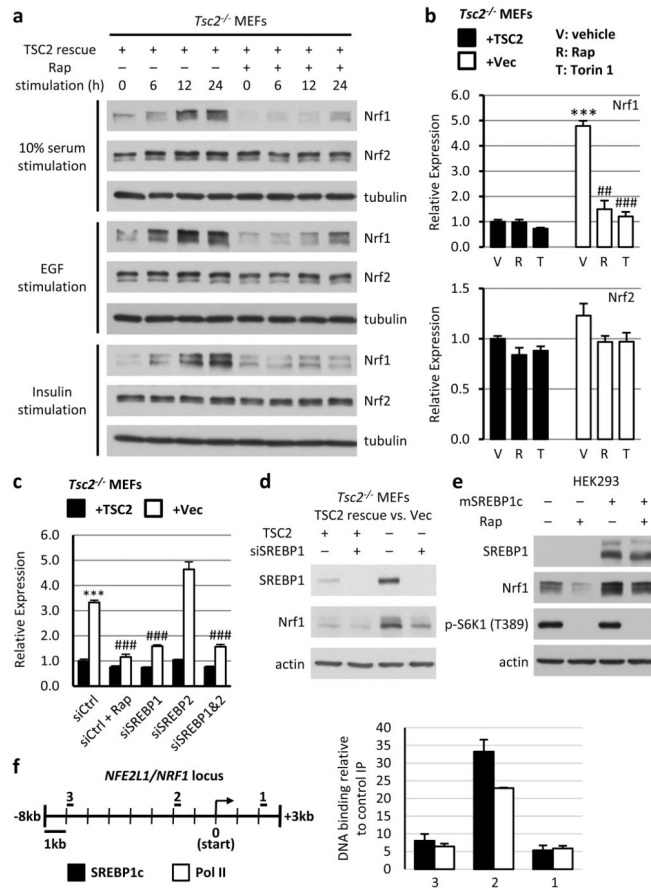 a
Tsc2-/- MEFs
TSC2 rescue + + + + + + + +
Rap - - - - + + + +
stimulation (h) 0 6 12 24 0 6 12 24
10% serum stimulation
Nrf1
Nrf2
tubulin
EGF stimulation
Nrf1
Nrf2
tubulin
Insulin stimulation
Nrf1
Nrf2
tubulin
b
Tsc2-/- MEFs
+TSC2
+Vec
V: vehicle
R: Rap
T: Torin 1
Nrf1
Relative Expression
5.0
4.0
3.0
2.0
1.0
0.0
***
##
###
V R T V R T
Nrf2
Relative Expression
1.5
1.0
0.5
0.0
V R T V R T
c
Tsc2-/- MEFs
+TSC2 +Vec
Relative Expression
6.0
5.0
4.0
3.0
2.0
1.0
0.0
***
###
###
###
siCtrl
siCtrl + Rap
siSREBP1
siSREBP2
siSREBP1&2
d
Tsc2-/- MEFs
TSC2 rescue vs. Vec
TSC2 + + – –
siSREBP1 – + – +
SREBP1
Nrf1
actin
e
HEK293
mSREBP1c – – + +
Rap – + – +
SREBP1
Nrf1
p-S6K1 (T389)
actin
f
NFE2L1/NRF1 locus
-8kb
3
2
1
+3kb
0
(start)
1kb
SREBP1c Pol II
DNA binding relative
to control IP
40
35
30
25
20
15
10
5
0
3 2 1